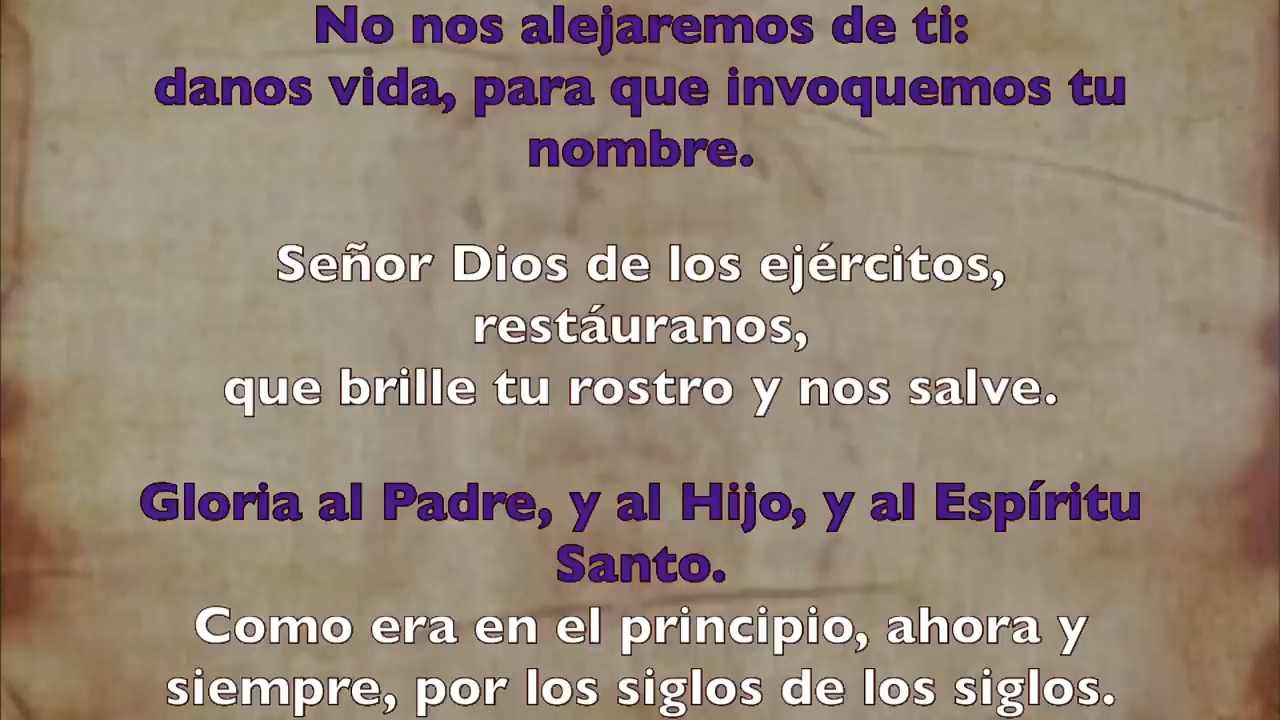 No nos alejaremos de ti:
danos vida, para que invoquemos tu
nombre.
Señor Dios de los ejércitos,
restáuranos,
que brille tu rostro y nos salve.
Gloria al Padre, y al Hijo, y al Espíritu
Santo.
Como era en el principio, ahora y
siempre, por los siglos de los siglos.